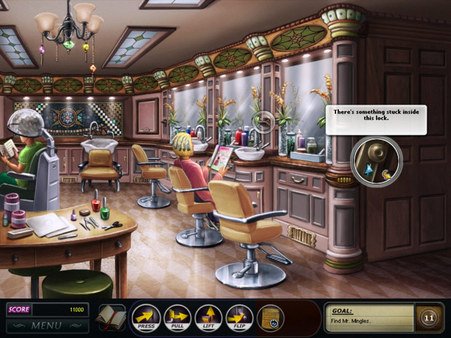 There's something stuck inside
this lock.
SCORE
11000
MENU
PRESS
PULL
LIFT
FLIP
GOAL:
Find Mr. Mingles.
11